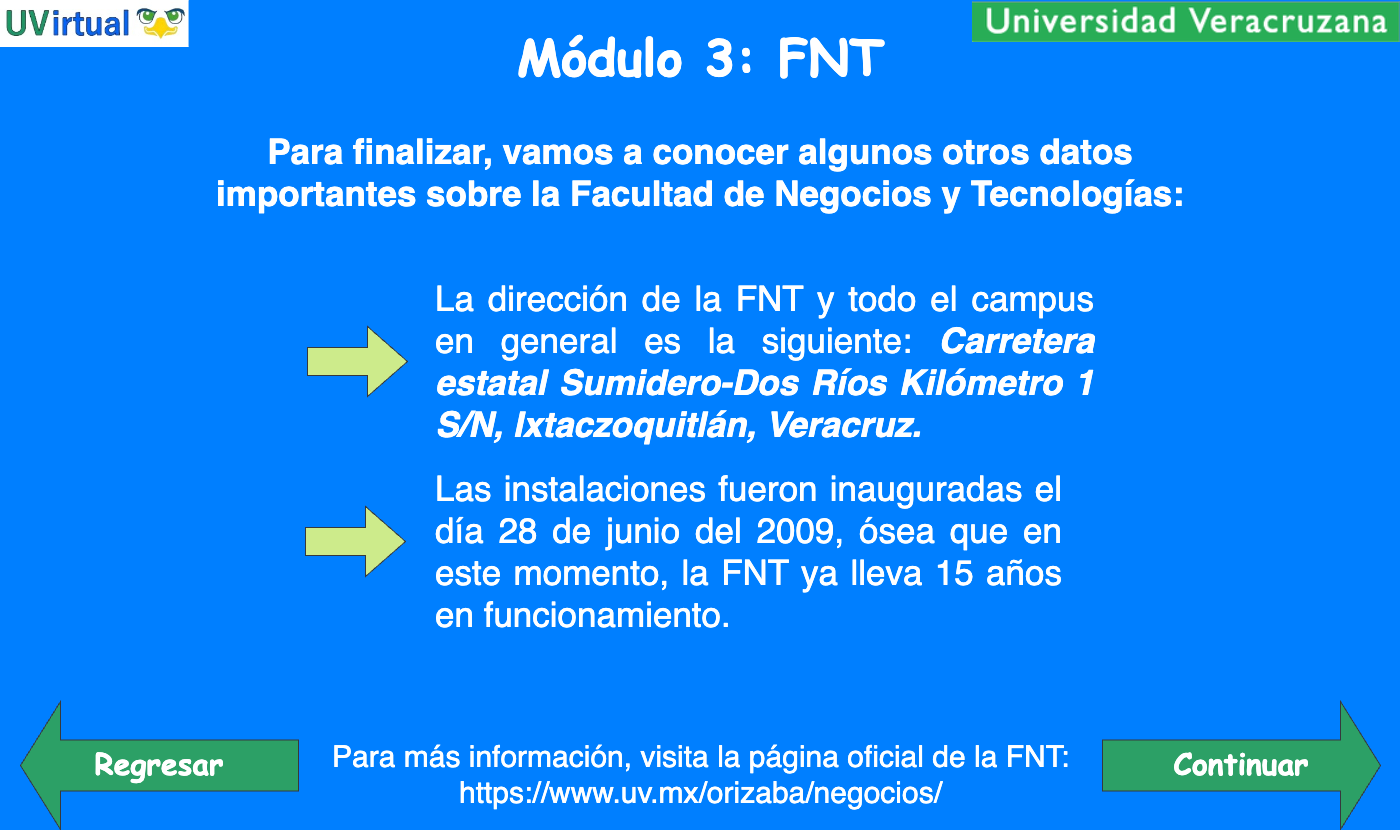 UVirtual
Universidad Veracruzana
Módulo 3: FNT
Para finalizar, vamos a conocer algunos otros datos
importantes sobre la Facultad de Negocios y Tecnologías:
La dirección de la FNT y todo el campus
en general es la siguiente: Carretera
estatal Sumidero-Dos Ríos Kilómetro 1
S/N, Ixtaczoquitlán, Veracruz.
Las instalaciones fueron inauguradas el
día 28 de junio del 2009, ósea que en
este momento, la FNT ya lleva 15 años
en funcionamiento.
Regresar
Para más información, visita la página oficial de la FNT:
https://www.uv.mx/orizaba/negocios/
Continuar